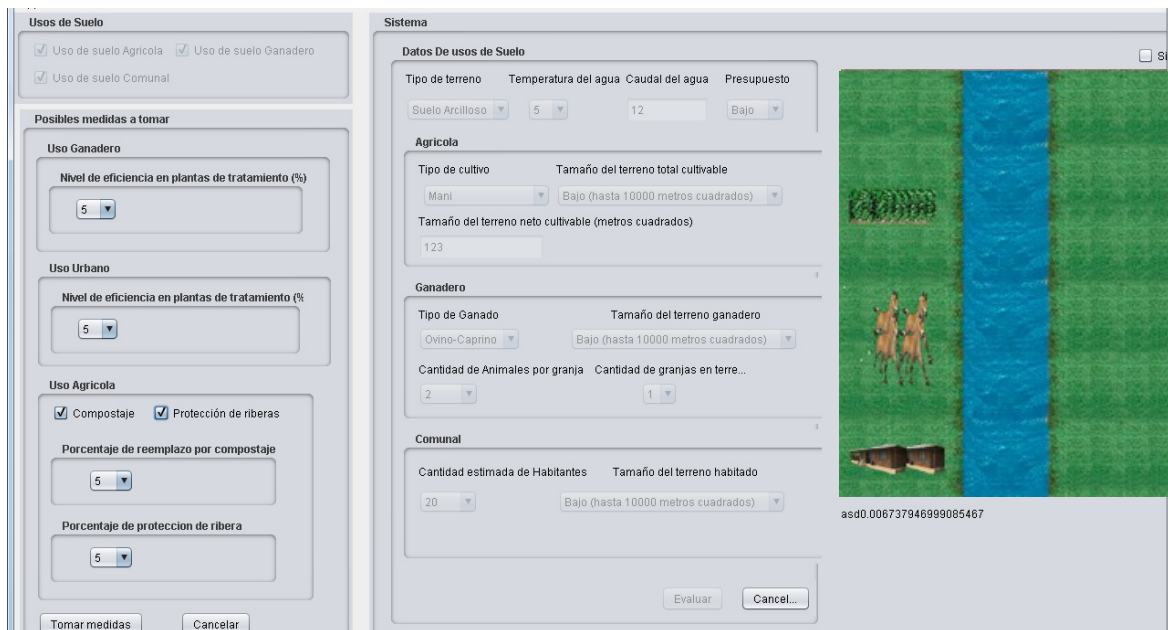 Usos de Suelo
Uso de suelo Agricola Uso de suelo Ganadero
Uso de suelo Comunal
Posibles medidas a tomar
Uso Ganadero
Nivel de eficiencia en plantas de tratamiento (%)
5
Uso Urbano
Nivel de eficiencia en plantas de tratamiento (%
5
Uso Agricola
Compostaje Protección de riberas
Porcentaje de reemplazo por compostaje
5
Porcentaje de proteccion de ribera
5
Tomar medidas Cancelar
Sistema
Datos De usos de Suelo
Tipo de terreno Temperatura del agua Caudal del agua Presupuesto
Suelo Arcilloso 5 12 Bajo
Agricola
Tipo de cultivo Tamaño del terreno total cultivable
Mani Bajo (hasta 10000 metros cuadrados)
Tamaño del terreno neto cultivable (metros cuadrados)
123
Ganadero
Tipo de Ganado Tamaño del terreno ganadero
Ovino-Caprino Bajo (hasta 10000 metros cuadrados)
Cantidad de Animales por granja Cantidad de granjas en terre...
2 1
Comunal
Cantidad estimada de Habitantes Tamaño del terreno habitado
20 Bajo (hasta 10000 metros cuadrados)
Evaluar Cancel...
Si
asd0.006737946999085467